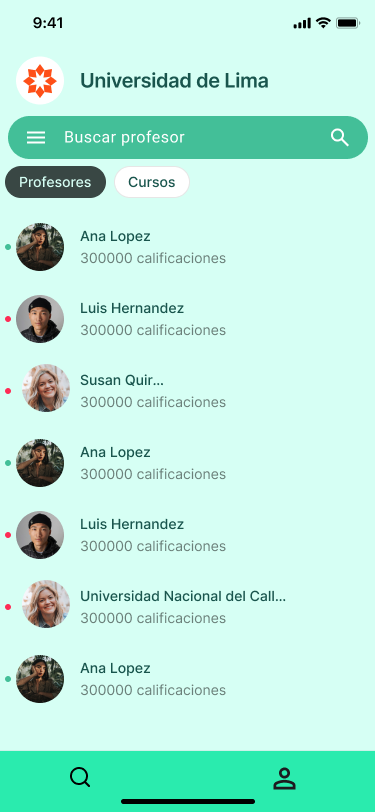 9:41
Universidad de Lima
Buscar profesor
Profesores
Cursos
Ana Lopez
300000 calificaciones
Luis Hernandez
300000 calificaciones
Susan Quir...
300000 calificaciones
Ana Lopez
300000 calificaciones
Luis Hernandez
300000 calificaciones
Universidad Nacional del Call...
300000 calificaciones
Ana Lopez
300000 calificaciones